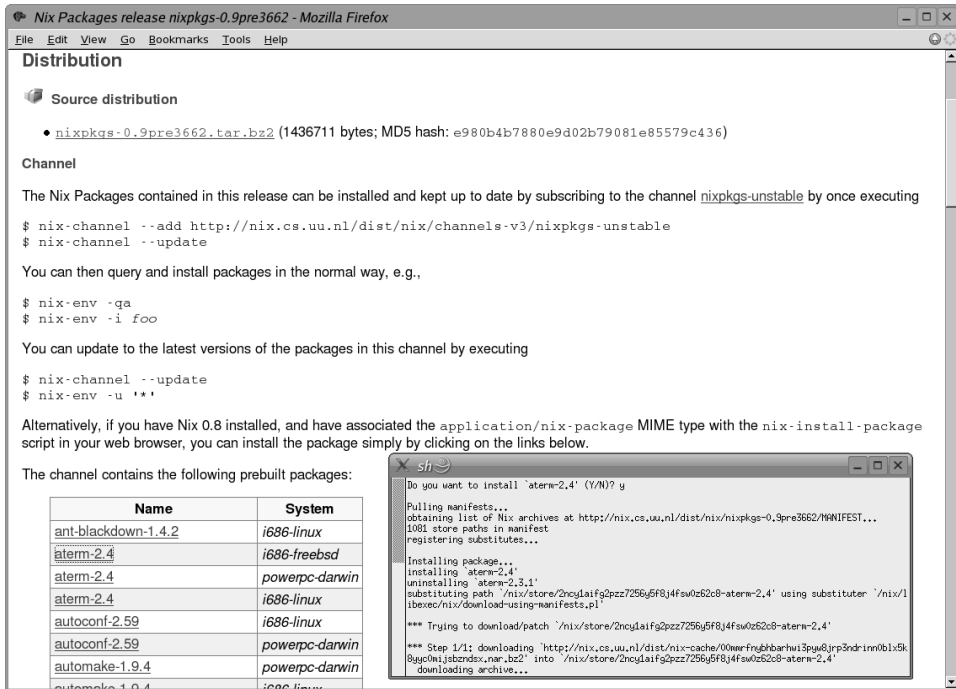 Nix Packages release nixpkgs-0.9pre3662 - Mozilla Firefox
File Edit View Go Bookmarks Tools Help
Distribution
Source distribution
• nixpkgs-0.9pre3662.tar.bz2 (1436711 bytes; MD5 hash: e980b4b7880e9d02b79081e85579c436)
Channel
The Nix Packages contained in this release can be installed and kept up to date by subscribing to the channel nixpkgs-unstable by once executing
$ nix-channel --add http://nix.cs.uu.nl/dist/nix/channels-v3/nixpkgs-unstable
$ nix-channel --update
You can then query and install packages in the normal way, e.g.,
$ nix-env -qa
$ nix-env -i foo
You can update to the latest versions of the packages in this channel by executing
$ nix-channel --update
$ nix-env -u '*'
Alternatively, if you have Nix 0.8 installed, and have associated the application/nix-package MIME type with the nix-install-package
script in your web browser, you can install the package simply by clicking on the links below.
The channel contains the following prebuilt packages:
Name System
ant-blackdown-1.4.2 i686-linux
aterm-2.4 i686-freebsd
aterm-2.4 powerpc-darwin
aterm-2.4 i686-linux
autoconf-2.59 i686-linux
autoconf-2.59 powerpc-darwin
automake-1.9.4 powerpc-darwin
automake-1.9.4 i686-linux
sh
Do you want to install `aterm-2.4' (Y/N)? y
Pulling manifests...
obtaining list of Nix archives at http://nix.cs.uu.nl/dist/nix/nixpkgs-0.9pre3662/MANIFEST...
1081 store paths in manifest
registering substitutes...
Installing package...
installing `aterm-2.4'
uninstalling `aterm-2.3.1'
substituting path `/nix/store/2ncy1aifg2pzz7256y5f8j4fsw0z62c8-aterm-2.4' using substituter `/nix/l
ibexec/nix/download-using-manifests.pl'
*** Trying to download/patch `/nix/store/2ncy1aifg2pzz7256y5f8j4fsw0z62c8-aterm-2.4'
*** Step 1/1: downloading `http://nix.cs.uu.nl/dist/nix-cache/00mmrfnybhbarhwi3pyw8jrp3ndrinn0blx5k
8yyc0mijsbzndsx.nar.bz2' into `/nix/store/2ncy1aifg2pzz7256y5f8j4fsw0z62c8-aterm-2.4'
downloading archive...